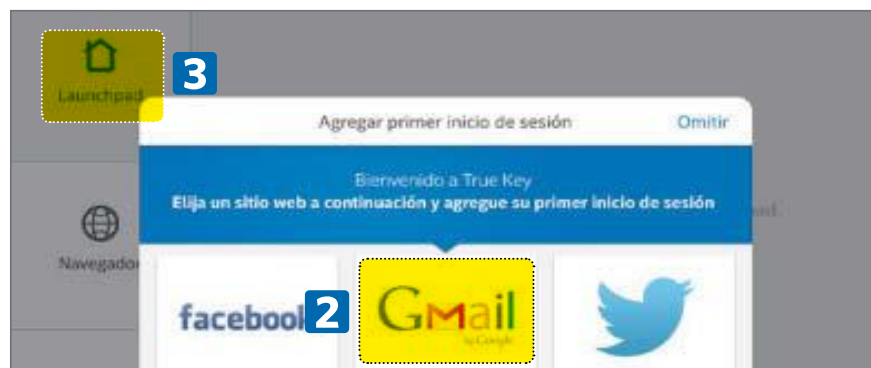 3
Launchpad
Agregar primer inicio de sesión
Omitir
Bienvenido a True Key
Elija un sitio web a continuación y agregue su primer inicio de sesión
Navegador
facebook
2
Gmail
by Google